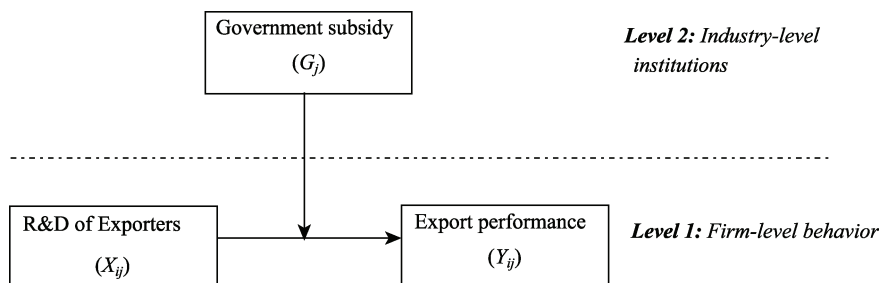 Government subsidy
(Gj)
Level 2: Industry-level
institutions
R&D of Exporters
(Xij)
Export performance
(Yij)
Level 1: Firm-level behavior